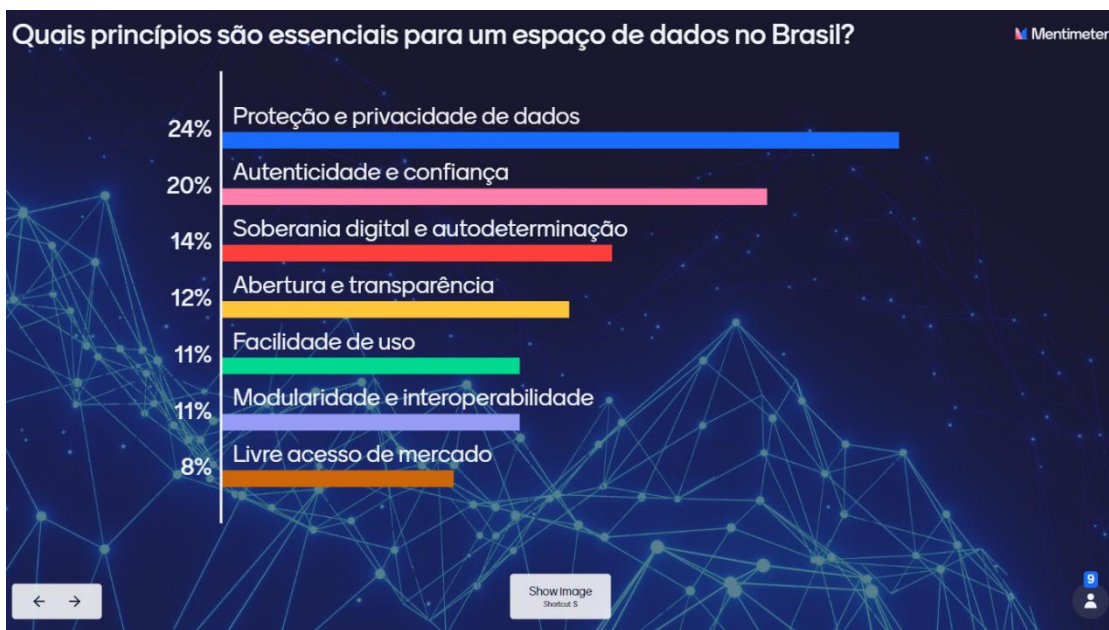 Quais princípios são essenciais para um espaço de dados no Brasil?
Mentimeter
Proteção e privacidade de dados
24%
Autenticidade e confiança
20%
Soberania digital e autodeterminação
14%
Abertura e transparência
12%
Facilidade de uso
11%
Modularidade e interoperabilidade
11%
Livre acesso de mercado
8%
Show image
Shortcut S
9